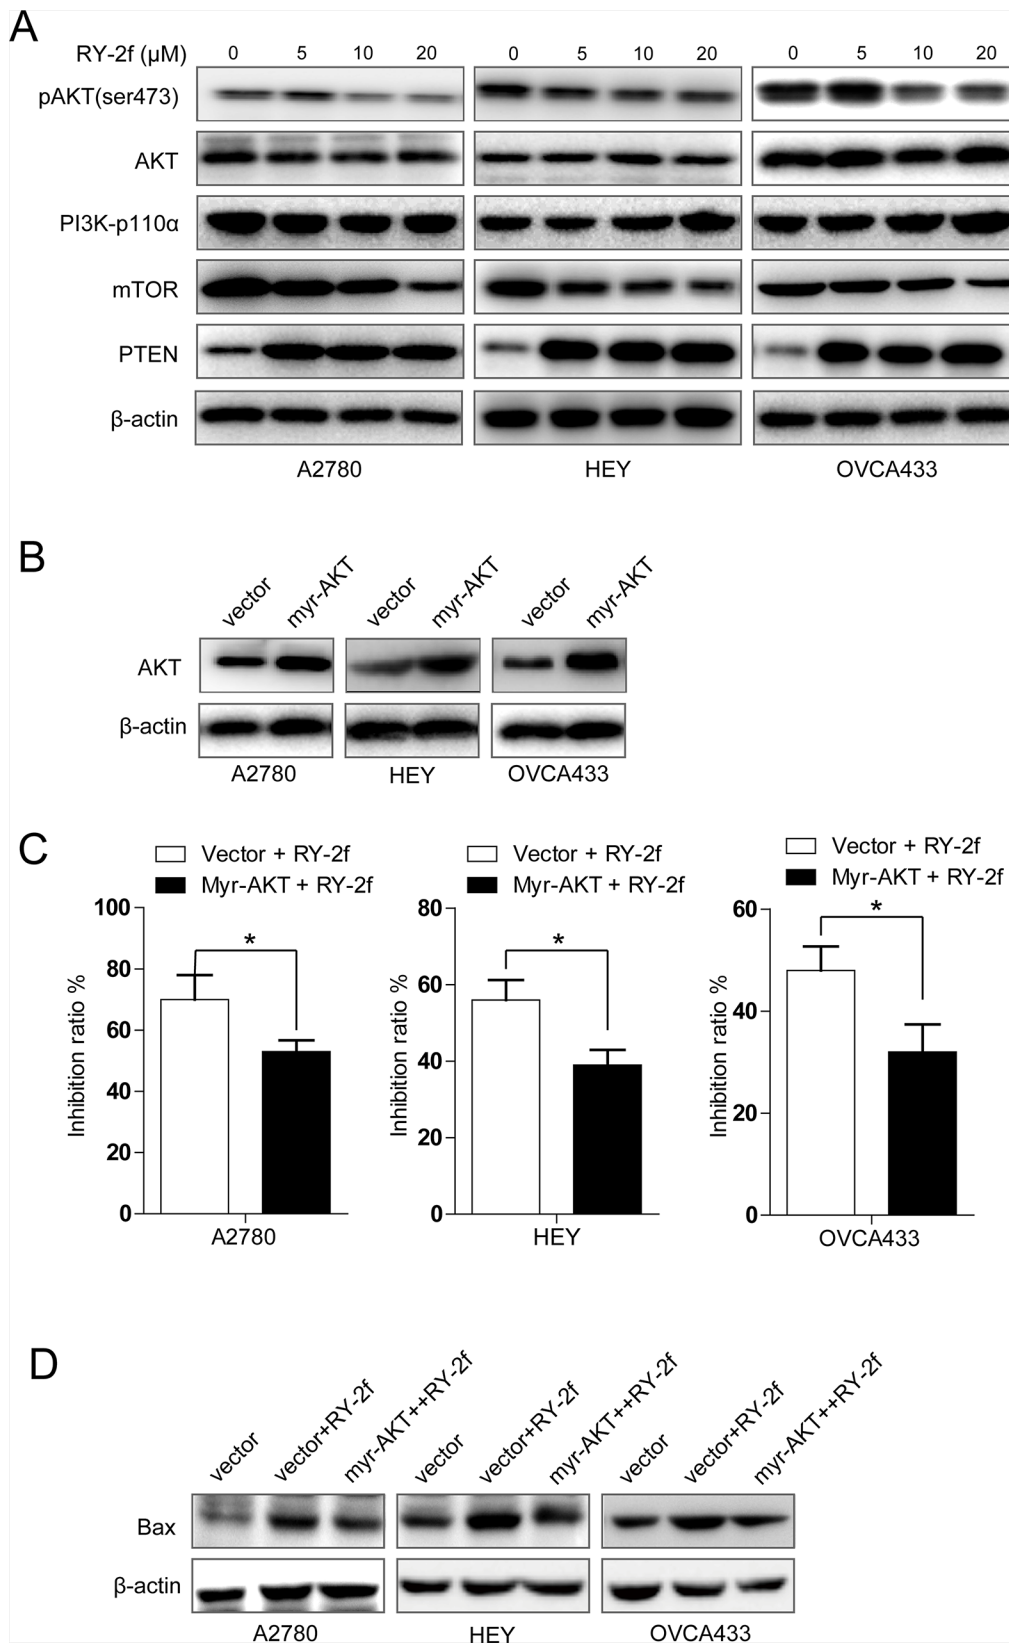 A
RY-2f (μM) 0 5 10 20 0 5 10 20 0 5 10 20
pAKT(ser473)
AKT
PI3K-p110α
mTOR
PTEN
β-actin
A2780 HEY OVCA433
B
vector myr-AKT vector myr-AKT vector myr-AKT
AKT
β-actin
A2780 HEY OVCA433
C
Vector + RY-2f
Myr-AKT + RY-2f
Inhibition ratio %
100
80
60
40
20
0
*
A2780
Vector + RY-2f
Myr-AKT + RY-2f
Inhibition ratio %
80
60
40
20
0
*
HEY
Vector + RY-2f
Myr-AKT + RY-2f
Inhibition ratio %
60
40
20
0
*
OVCA433
D
vector vector+RY-2f myr-AKT++RY-2f vector vector+RY-2f myr-AKT++RY-2f vector vector+RY-2f myr-AKT++RY-2f
Bax
β-actin
A2780 HEY OVCA433